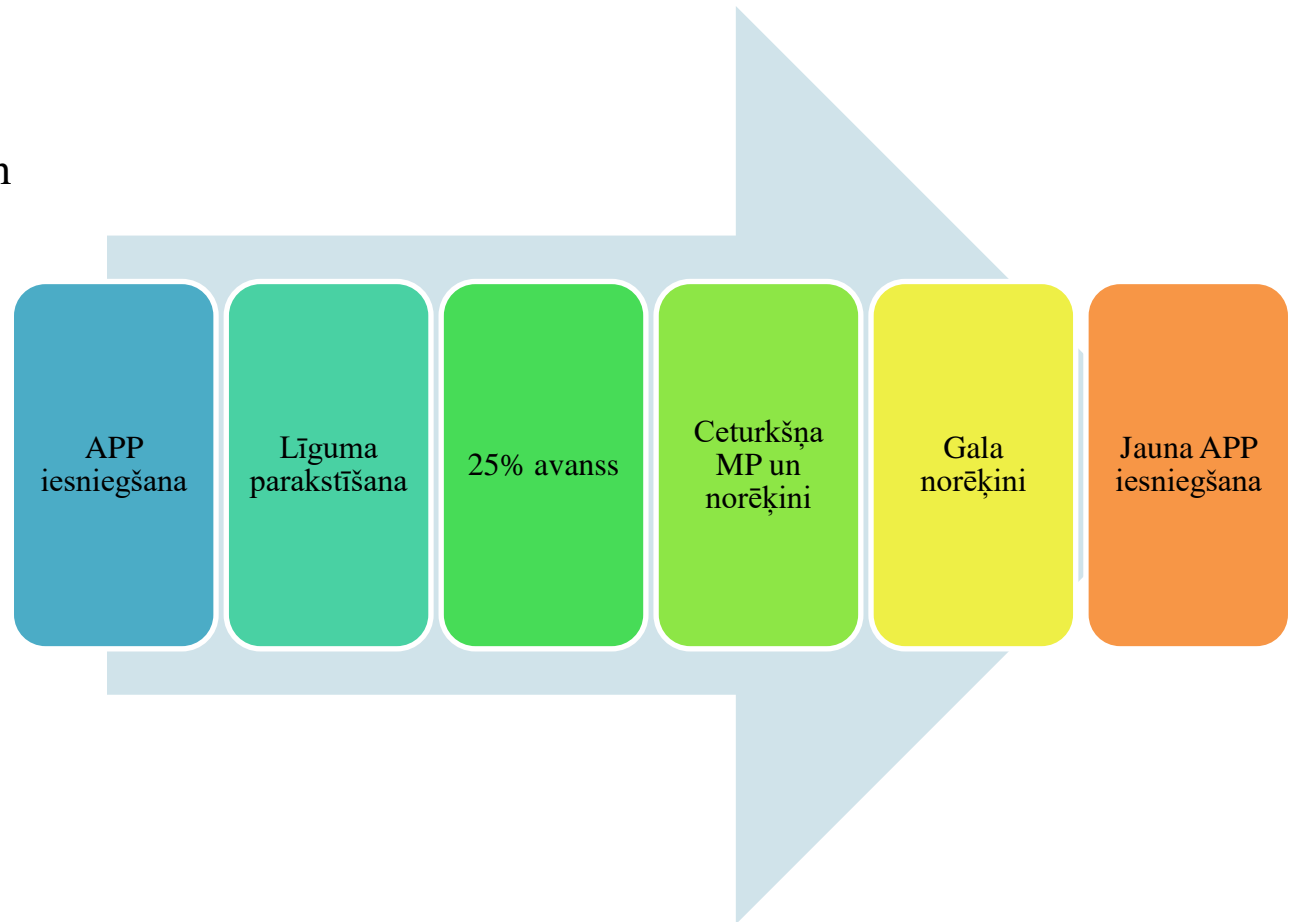 APP
iesniegšana
Līguma
parakstīšana
25% avanss
Ceturkšņa
MP un
norēķini
Gala
norēķini
Jauna APP
iesniegšana